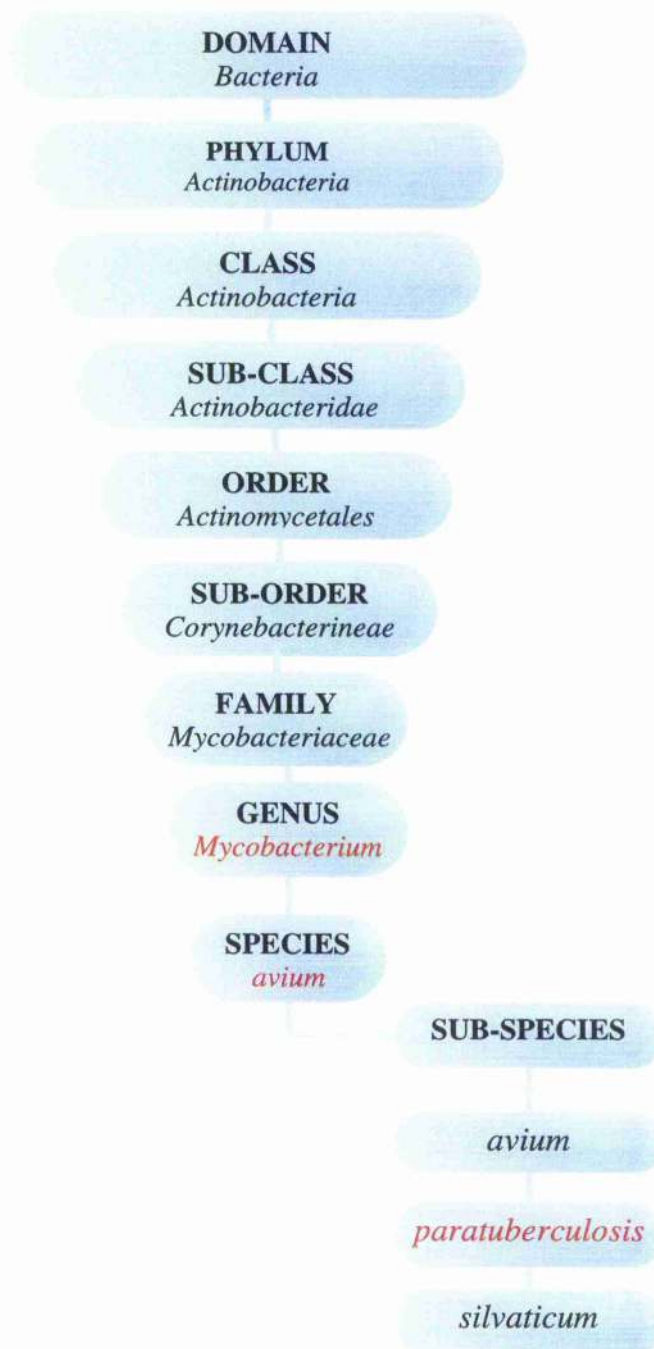 DOMAIN
Bacteria
PHYLUM
Actinobacteria
CLASS
Actinobacteria
SUB-CLASS
Actinobacteridae
ORDER
Actinomycetales
SUB-ORDER
Corynebacterineae
FAMILY
Mycobacteriaceae
GENUS
Mycobacterium
SPECIES
avium
SUB-SPECIES
avium
paratuberculosis
silvaticum